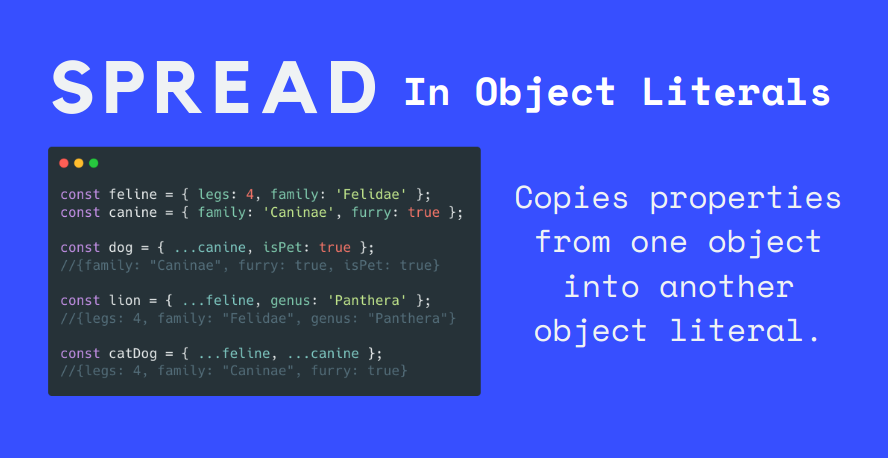 SPREAD In Object Literals
const feline = { legs: 4, family: 'Felidae' };
const canine = { family: 'Caninae', furry: true };
const dog = { ...canine, isPet: true };
//{family: "Caninae", furry: true, isPet: true}
const lion = { ...feline, genus: 'Panthera' };
//{legs: 4, family: "Felidae", genus: "Panthera"}
const catDog = { ...feline, ...canine };
//{legs: 4, family: "Caninae", furry: true}
Copies properties
from one object
into another
object literal.